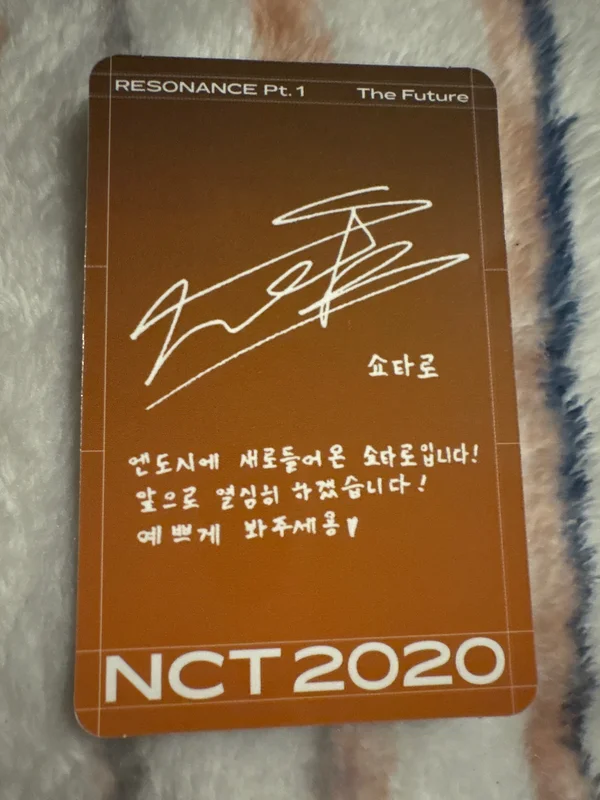 RESONANCE Pt. 1 The Future
쇼타로
엔도시에 새로들어온 쇼타로입니다!
앞으로 열심히 하겠습니다!
예쁘게 봐주세용♥
NCT 2020